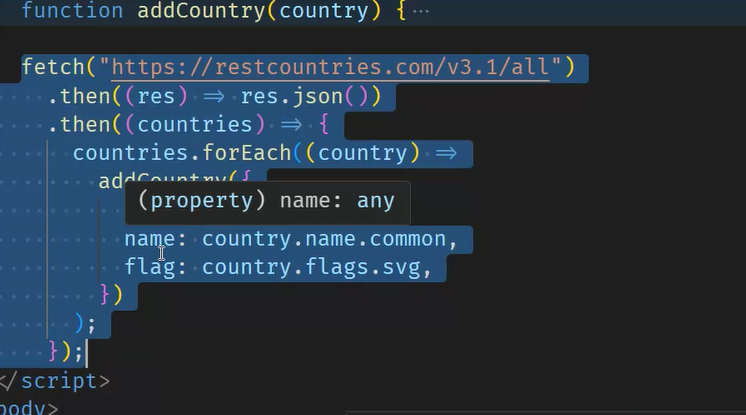 function addCountry(country) {···
fetch("https://restcountries.com/v3.1/all")
.then((res) => res.json())
.then((countries) => {
countries.forEach((country) =>
addCountry({
(property) name: any
name: country.name.common,
flag: country.flags.svg,
})
);
});
</script>
body>